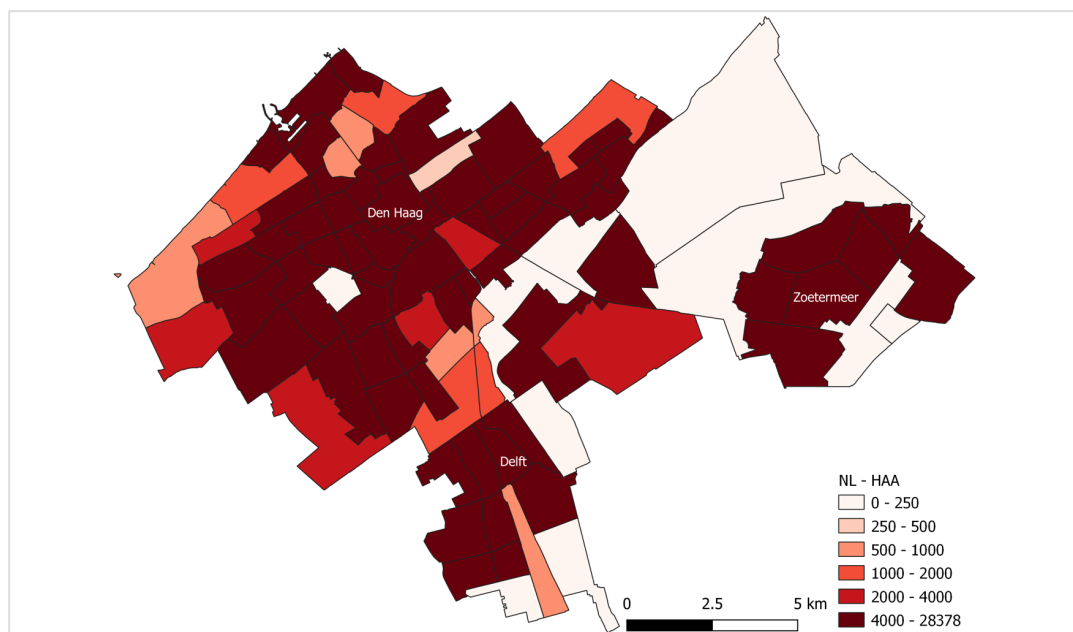 Den Haag
Zoetermeer
Delft
NL - HAA
0 - 250
250 - 500
500 - 1000
1000 - 2000
2000 - 4000
4000 - 28378
0 2.5 5 km